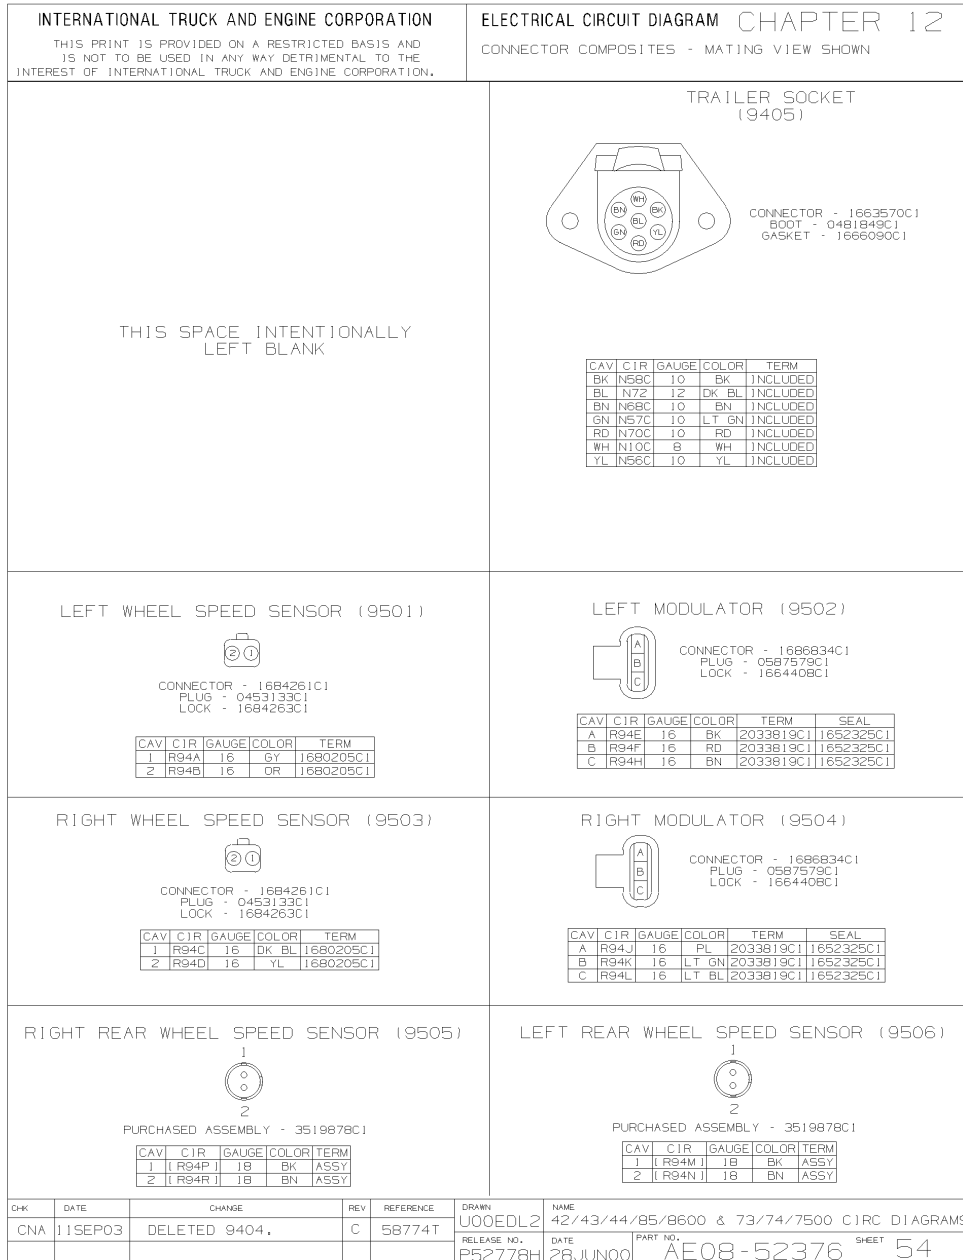 INTERNATIONAL TRUCK AND ENGINE CORPORATION
THIS PRINT IS PROVIDED ON A RESTRICTED BASIS AND
IS NOT TO BE USED IN ANY WAY DETRIMENTAL TO THE
INTEREST OF INTERNATIONAL TRUCK AND ENGINE CORPORATION.
ELECTRICAL CIRCUIT DIAGRAM CHAPTER 12
CONNECTOR COMPOSITES - MATING VIEW SHOWN
THIS SPACE INTENTIONALLY
LEFT BLANK
TRAILER SOCKET
(9405)
WH
BN BK
BL
GN YL
RD
CONNECTOR - 1663570C1
BOOT - 0481849C1
GASKET - 1666090C1
CAV CIR GAUGE COLOR TERM
BK N58C 10 BK INCLUDED
BL N72 12 DK BL INCLUDED
BN N68C 10 BN INCLUDED
GN N57C 10 LT GN INCLUDED
RD N70C 10 RD INCLUDED
WH N10C 8 WH INCLUDED
YL N56C 10 YL INCLUDED
LEFT WHEEL SPEED SENSOR (9501)
2 1
CONNECTOR - 1684261C1
PLUG - 0453133C1
LOCK - 1684263C1
CAV CIR GAUGE COLOR TERM
1 R94A 16 GY 1680205C1
2 R94B 16 OR 1680205C1
LEFT MODULATOR (9502)
A
B
C
CONNECTOR - 1686834C1
PLUG - 0587579C1
LOCK - 1664408C1
CAV CIR GAUGE COLOR TERM SEAL
A R94E 16 BK 2033819C1 1652325C1
B R94F 16 RD 2033819C1 1652325C1
C R94H 16 BN 2033819C1 1652325C1
RIGHT WHEEL SPEED SENSOR (9503)
2 1
CONNECTOR - 1684261C1
PLUG - 0453133C1
LOCK - 1684263C1
CAV CIR GAUGE COLOR TERM
1 R94C 16 DK BL 1680205C1
2 R94D 16 YL 1680205C1
RIGHT MODULATOR (9504)
A
B
C
CONNECTOR - 1686834C1
PLUG - 0587579C1
LOCK - 1664408C1
CAV CIR GAUGE COLOR TERM SEAL
A R94J 16 PL 2033819C1 1652325C1
B R94K 16 LT GN 2033819C1 1652325C1
C R94L 16 LT BL 2033819C1 1652325C1
RIGHT REAR WHEEL SPEED SENSOR (9505)
1
2
PURCHASED ASSEMBLY - 3519878C1
CAV CIR GAUGE COLOR TERM
1 [ R94P ] 18 BK ASSY
2 [ R94R ] 18 BN ASSY
LEFT REAR WHEEL SPEED SENSOR (9506)
1
2
PURCHASED ASSEMBLY - 3519878C1
CAV CIR GAUGE COLOR TERM
1 [ R94M ] 18 BK ASSY
2 [ R94N ] 18 BN ASSY
CHK DATE CHANGE REV REFERENCE
CNA 11SEP03 DELETED 9404. C 58774T
DRAWN
U00EDL2
NAME
42/43/44/85/8600 & 73/74/7500 CIRC DIAGRAMS
RELEASE NO.
P52778H
DATE
28JUN00
PART NO.
AE08-52376
SHEET 54